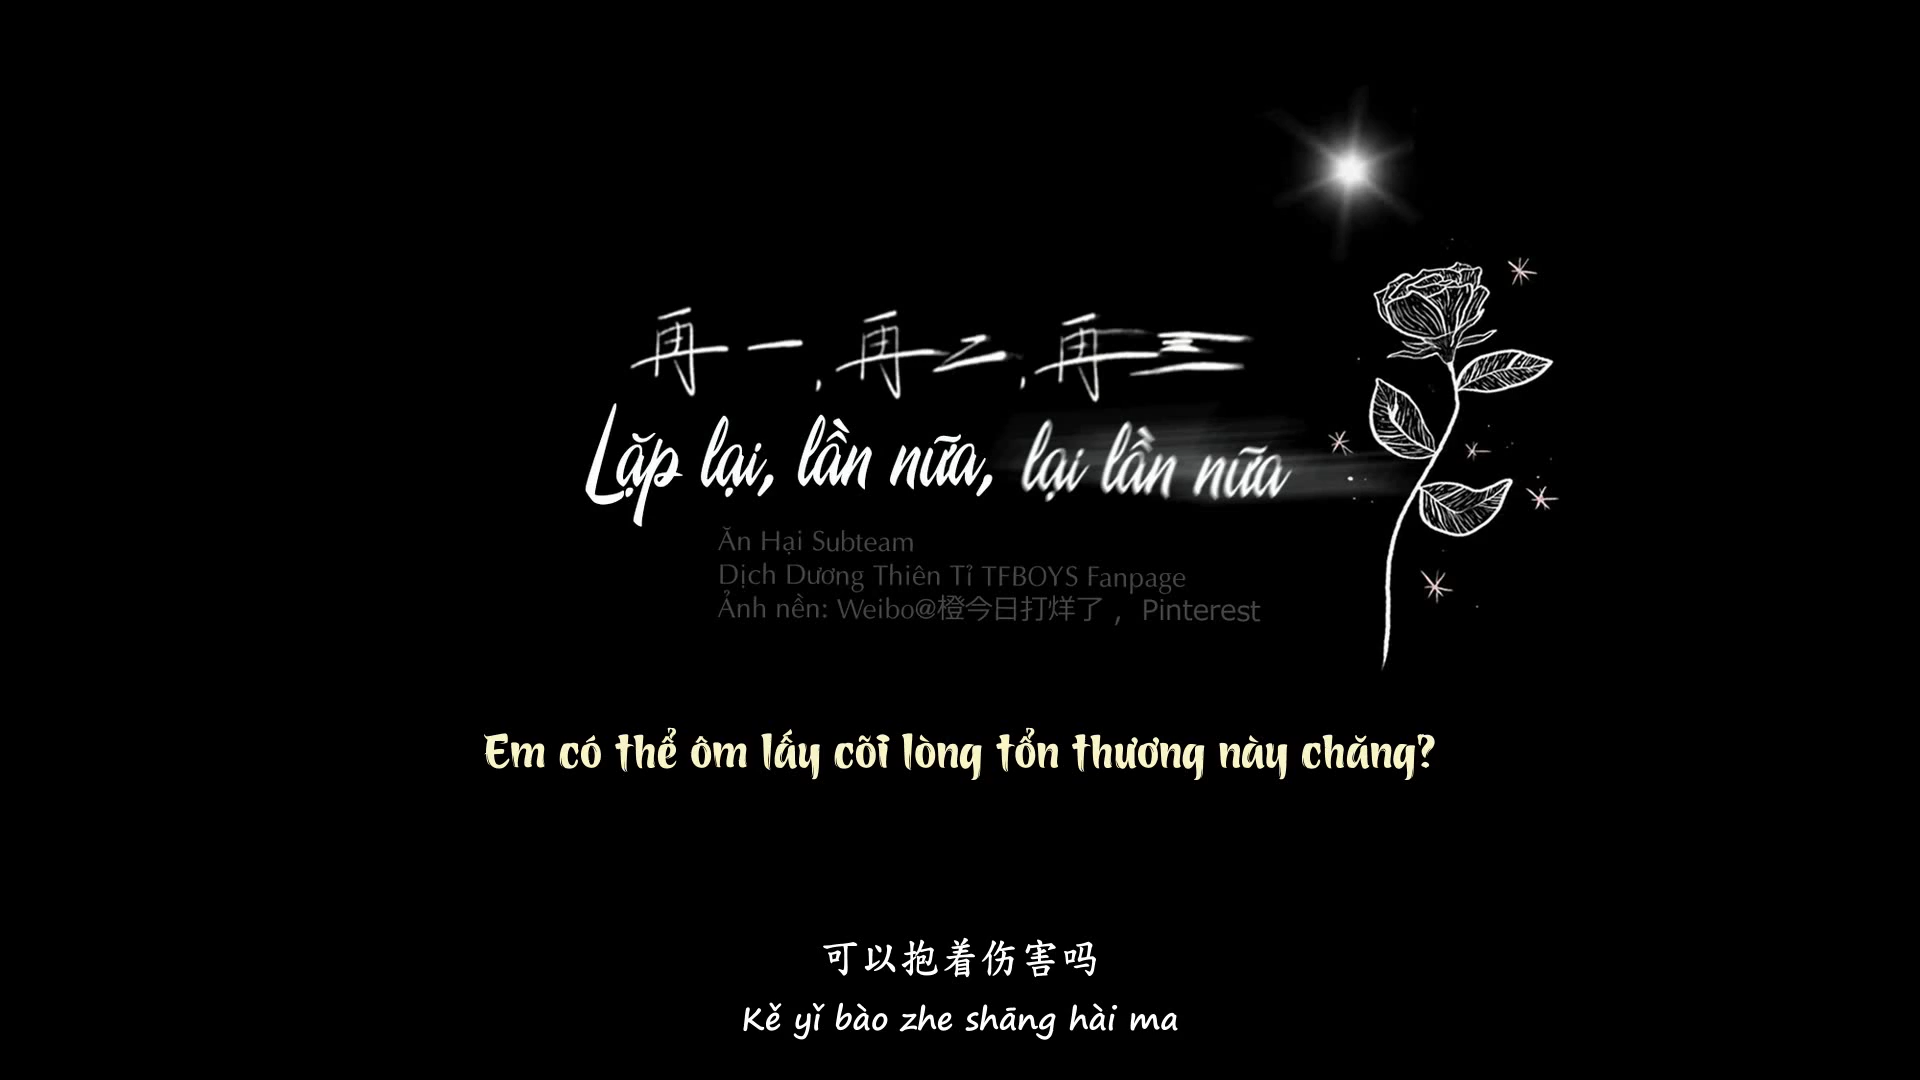 再一,再二,再三
Lặp lại, lần nữa, lại lần nữa
Ăn Hại Subteam
Dịch Dương Thiên Tỉ TFBOYS Fanpage
Ảnh nền: Weibo@橙今日打烊了 ，Pinterest
Em có thể ôm lấy cõi lòng tổn thương này chăng?
可以抱着伤害吗
Kě yǐ bào zhe shāng hài ma